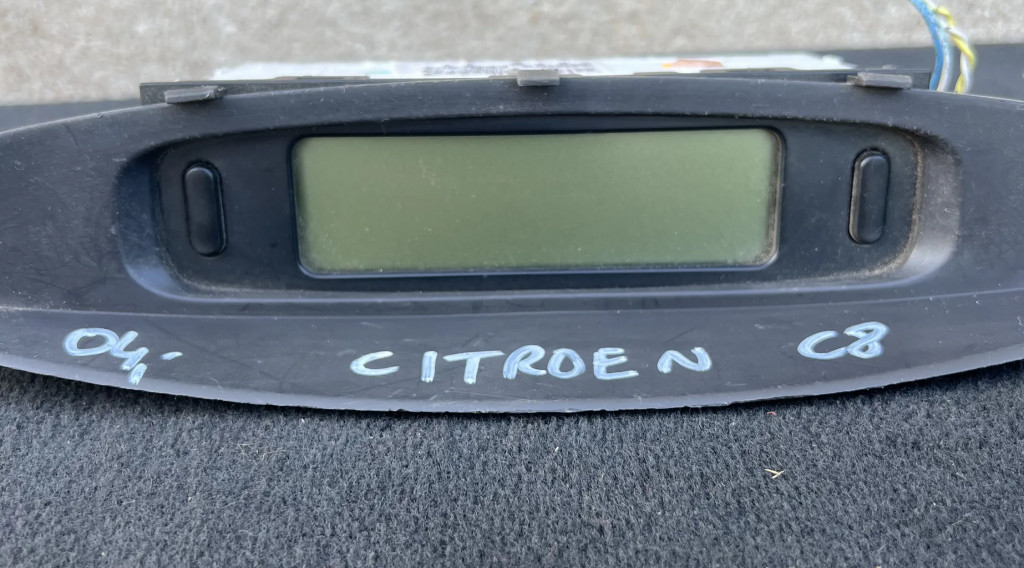 04,- CITROEN C8